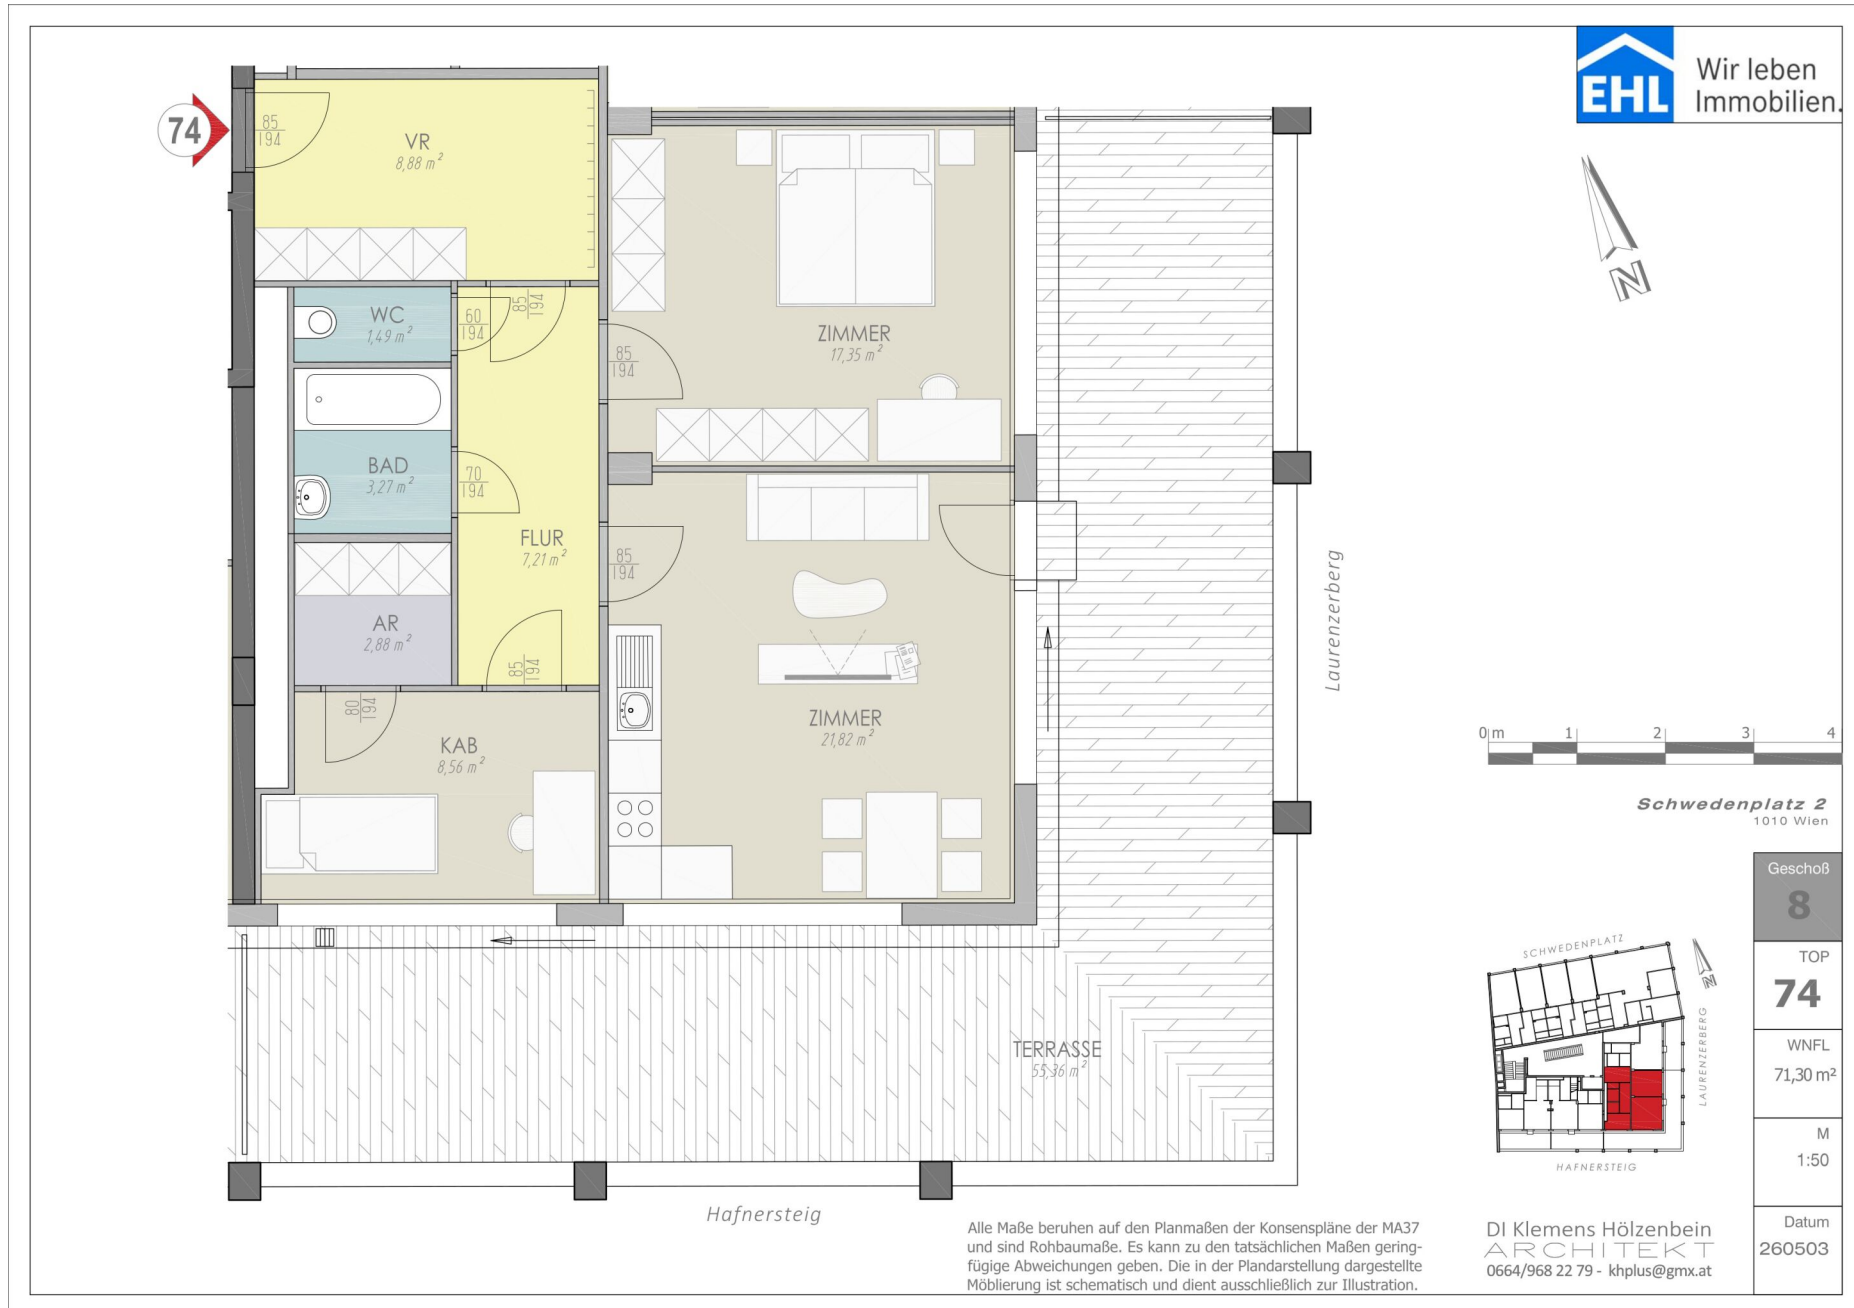 EHL
Wir leben
Immobilien.
74
85
194
VR
8,88 m²
WC
1,49 m²
60
194
85
194
ZIMMER
17,35 m²
85
194
BAD
3,27 m²
70
194
FLUR
7,21 m²
85
194
AR
2,88 m²
85
194
80
194
KAB
8,56 m²
ZIMMER
21,82 m²
TERRASSE
55,36 m²
Laurenzerberg
Hafnersteig
N
0 m 1 2 3 4
Schwedenplatz 2
1010 Wien
Geschoß
8
TOP
74
WNFL
71,30 m²
M
1:50
Datum
260503
SCHWEDENPLATZ
N
LAURENZERBERG
HAFNERSTEIG
Alle Maße beruhen auf den Planmaßen der Konsenspläne der MA37
und sind Rohbaumaße. Es kann zu den tatsächlichen Maßen gering-
fügige Abweichungen geben. Die in der Plandarstellung dargestellte
Möblierung ist schematisch und dient ausschließlich zur Illustration.
DI Klemens Hölzenbein
ARCHITEKT
0664/968 22 79 - khplus@gmx.at